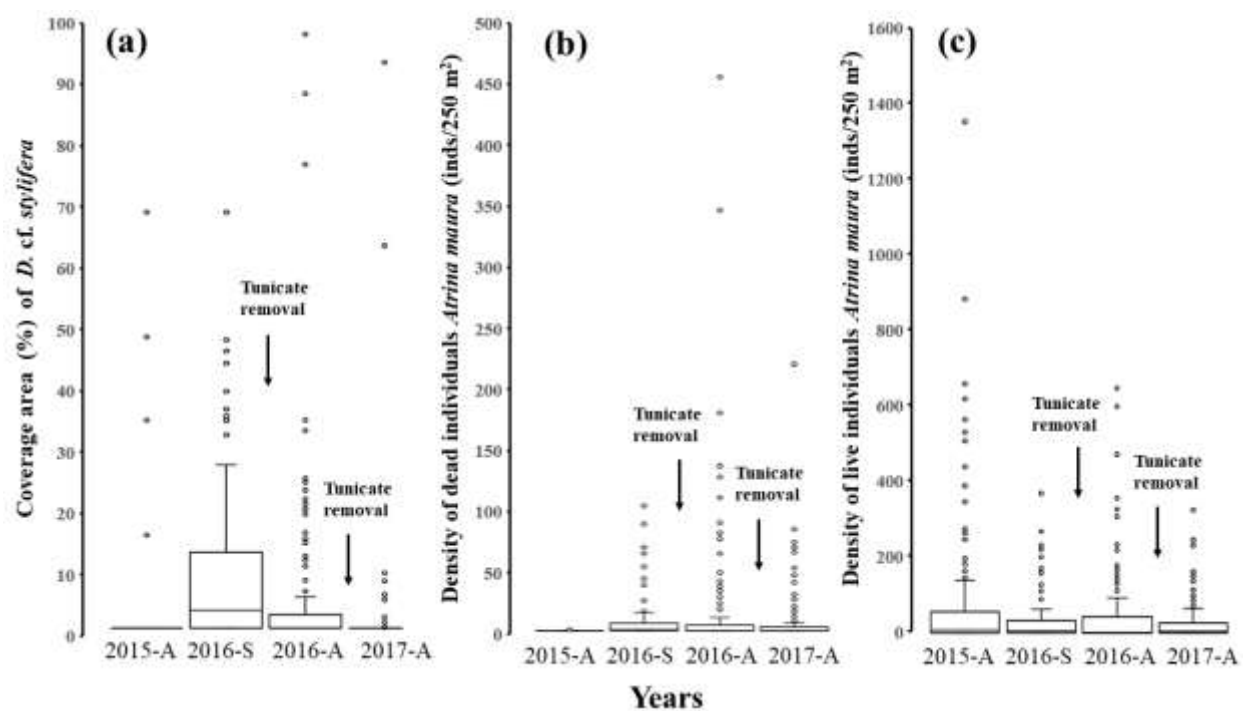 (a)
Coverage area (%) of D. cf. stylifera
100
90
80
70
60
50
40
30
20
10
0
Tunicate
removal
Tunicate
removal
2015-A 2016-S 2016-A 2017-A
(b)
Density of dead individuals Atrina maura (inds/250 m²)
500
450
400
350
300
250
200
150
100
50
0
Tunicate
removal
Tunicate
removal
2015-A 2016-S 2016-A 2017-A
(c)
Density of live individuals Atrina maura (inds/250 m²)
1600
1400
1200
1600
800
600
400
200
0
Tunicate
removal
Tunicate
removal
2015-A 2016-S 2016-A 2017-A
Years